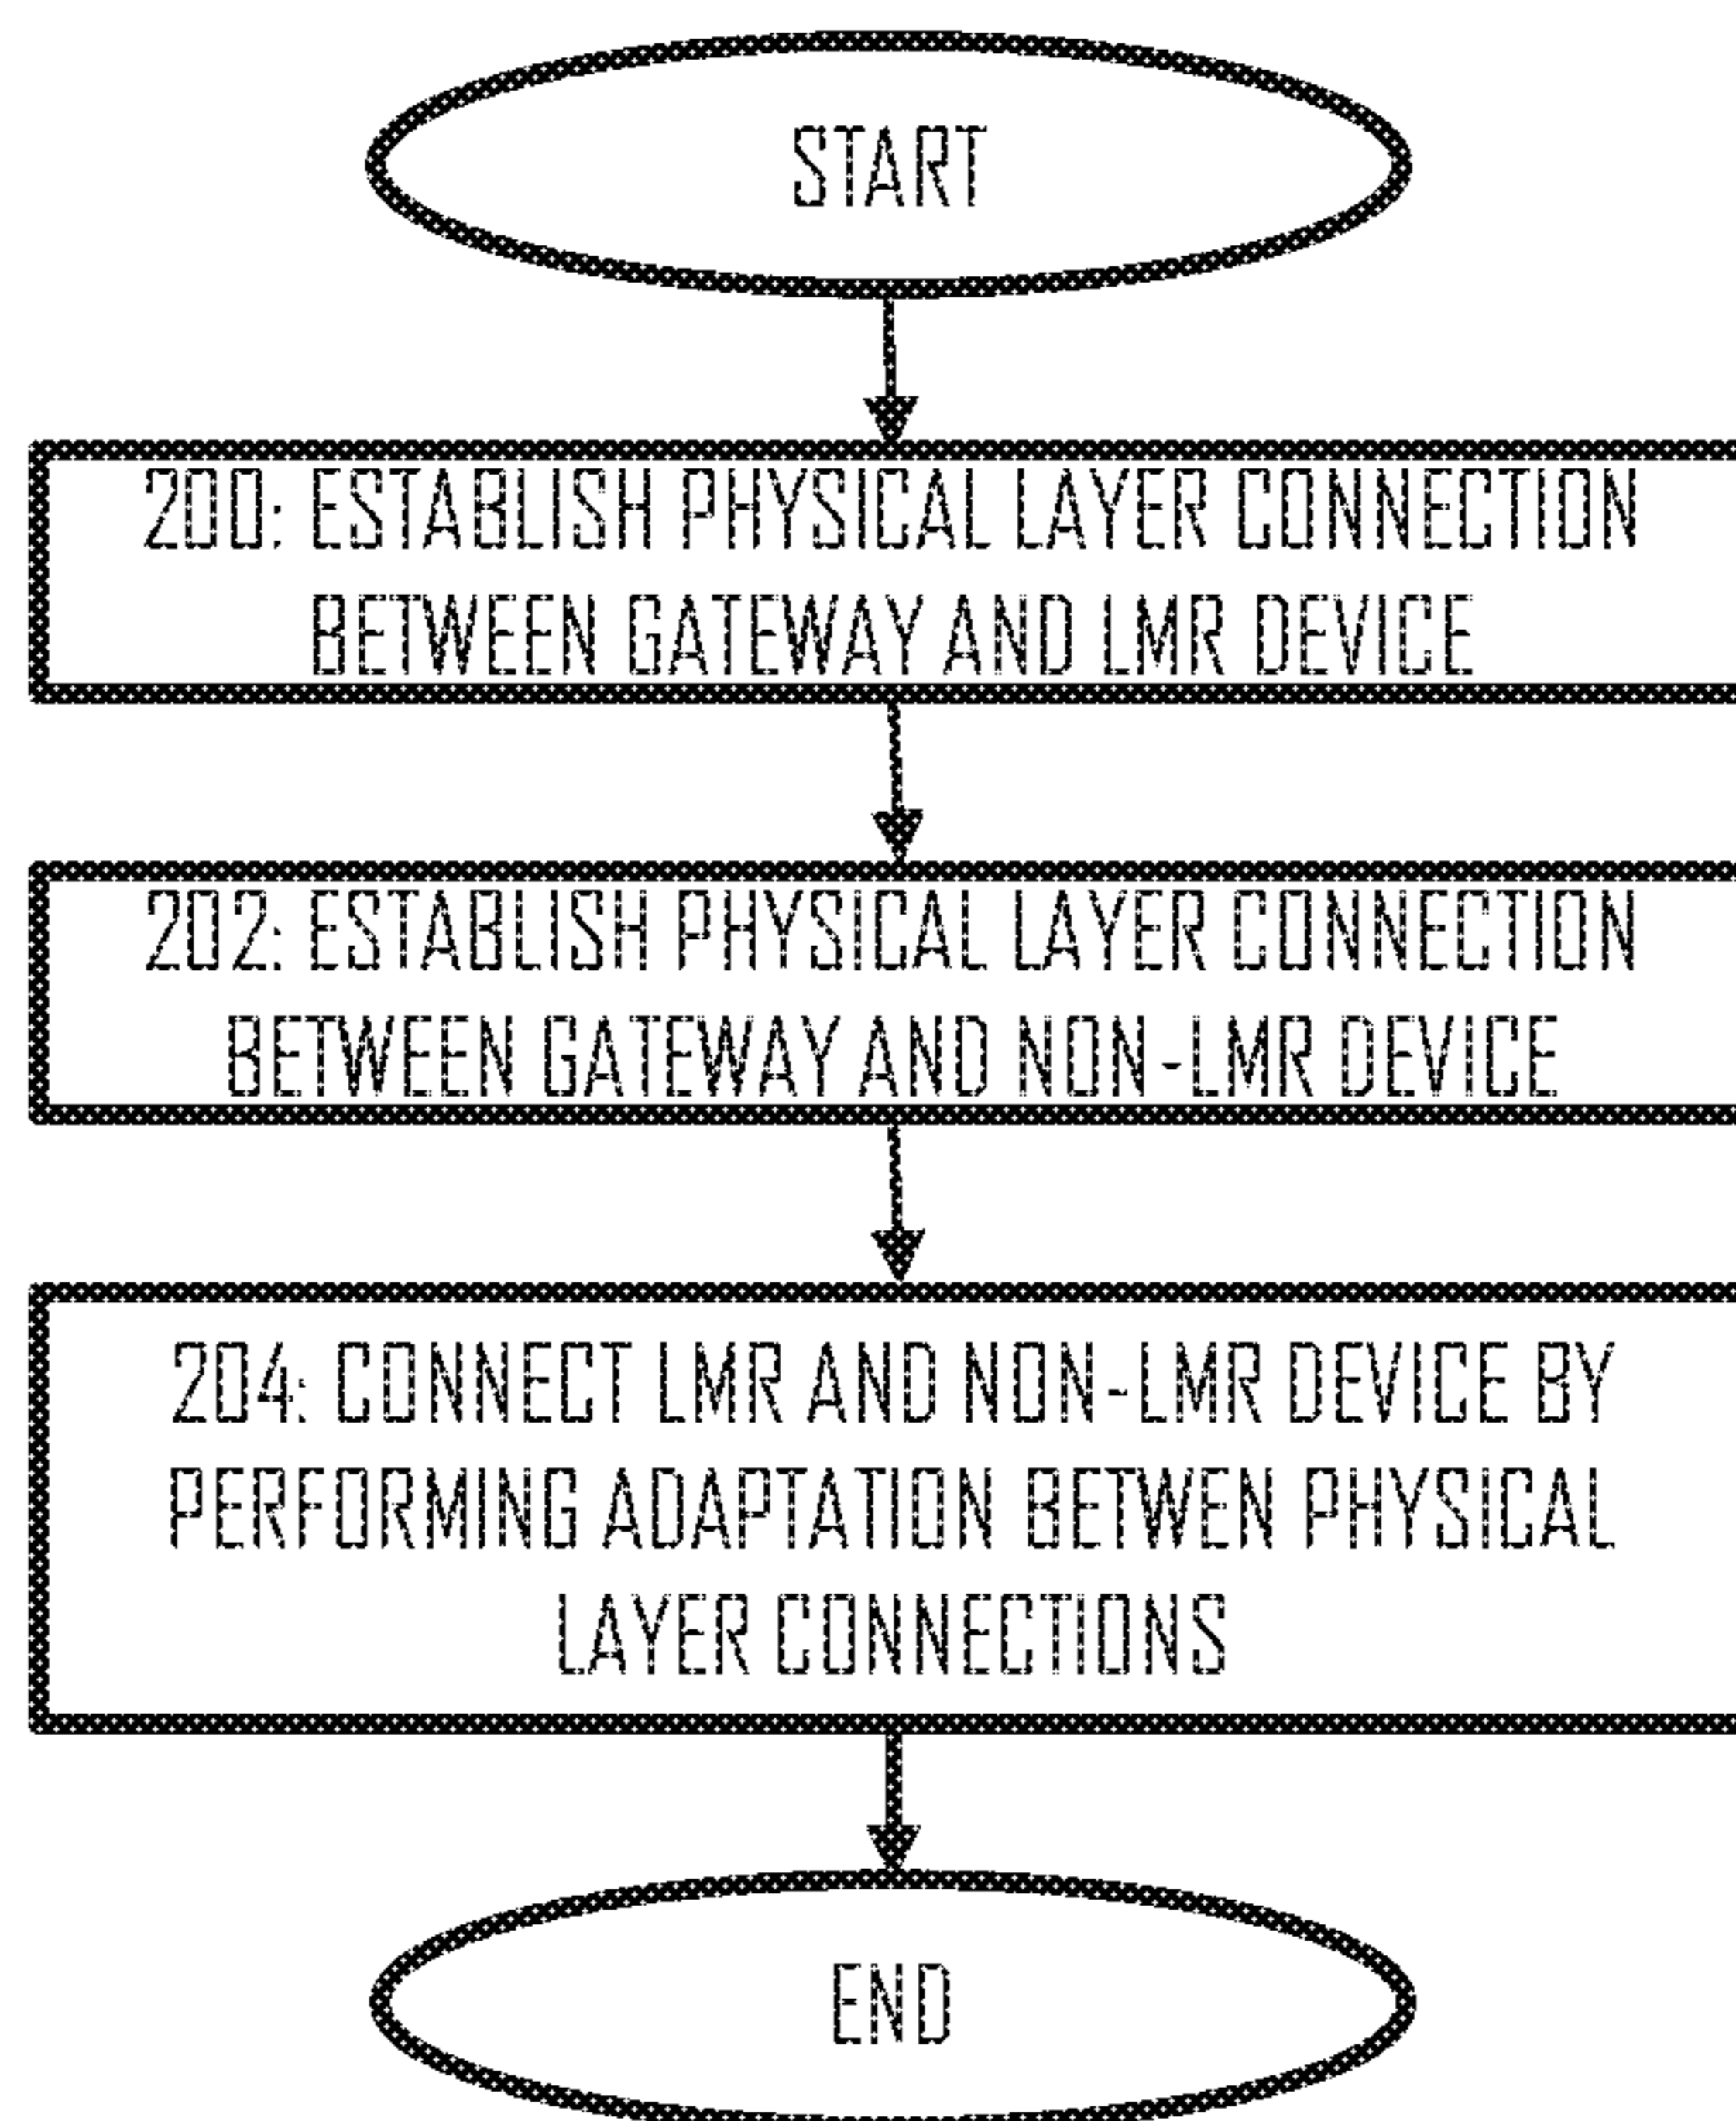 START
200: ESTABLISH PHYSICAL LAYER CONNECTION
BETWEEN GATEWAY AND LMR DEVICE
202: ESTABLISH PHYSICAL LAYER CONNECTION
BETWEEN GATEWAY AND NON-LMR DEVICE
204: CONNECT LMR AND NON-LMR DEVICE BY
PERFORMING ADAPTATION BETWEN PHYSICAL
LAYER CONNECTIONS
END